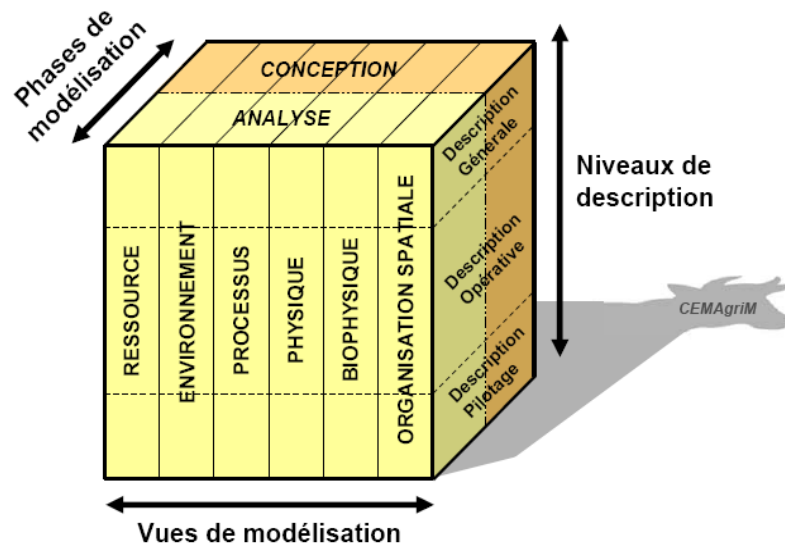 Phases de
modélisation
CONCEPTION
ANALYSE
Description
Générale
Niveaux de
description
RESSOURCE
ENVIRONNEMENT
PROCESSUS
PHYSIQUE
BIOPHYSIQUE
ORGANISATION SPATIALE
Description
Opérative
CEMAgriM
Description
Pilotage
Vues de modélisation